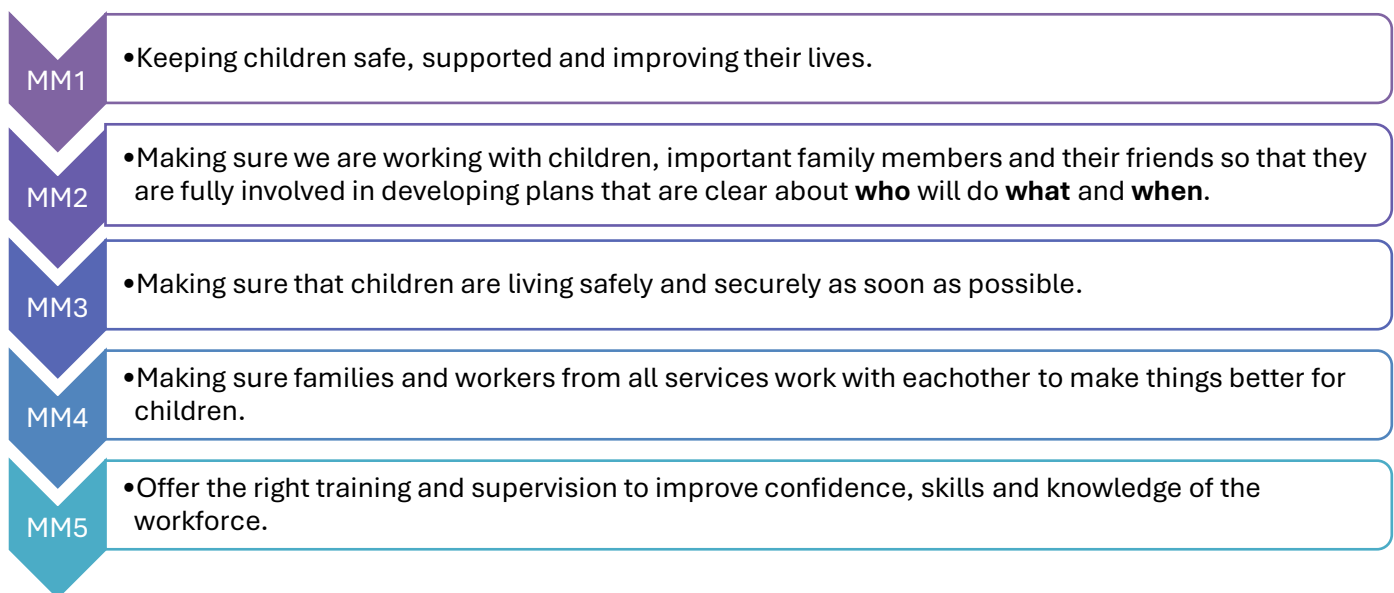 MM1
•Keeping children safe, supported and improving their lives.
MM2
•Making sure we are working with children, important family members and their friends so that they
are fully involved in developing plans that are clear about who will do what and when.
MM3
•Making sure that children are living safely and securely as soon as possible.
MM4
•Making sure families and workers from all services work with eachother to make things better for
children.
MM5
•Offer the right training and supervision to improve confidence, skills and knowledge of the
workforce.